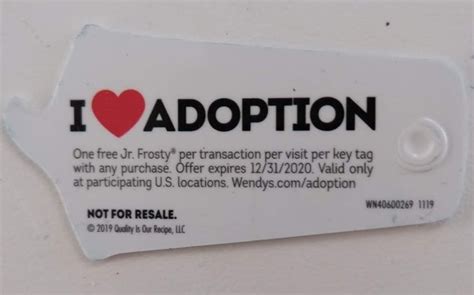 I ❤ ADOPTION
One free Jr. Frosty® per transaction per visit per key tag
with any purchase. Offer expires 12/31/2020. Valid only
at participating U.S. locations. Wendys.com/adoption
WN40600269 1119
NOT FOR RESALE.
© 2019 Quality Is Our Recipe, LLC